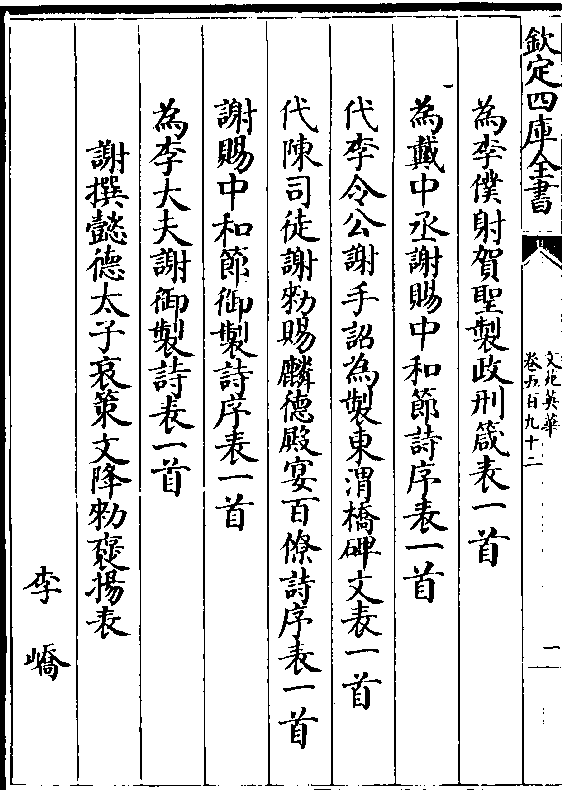 欽定四庫全書
文苑英華
卷五百九十二
一
為李僕射賀聖製政刑箴表一首
為戴中丞謝賜中和節詩序表一首
代李令公謝手詔為製東渭橋碑文表一首
代陳司徒謝勑賜麟德殿宴百僚詩序表一首
謝賜中和節御製詩序表一首
為李大夫謝御製詩表一首
謝撰懿德太子哀策文降勑襃揚表
李嶠